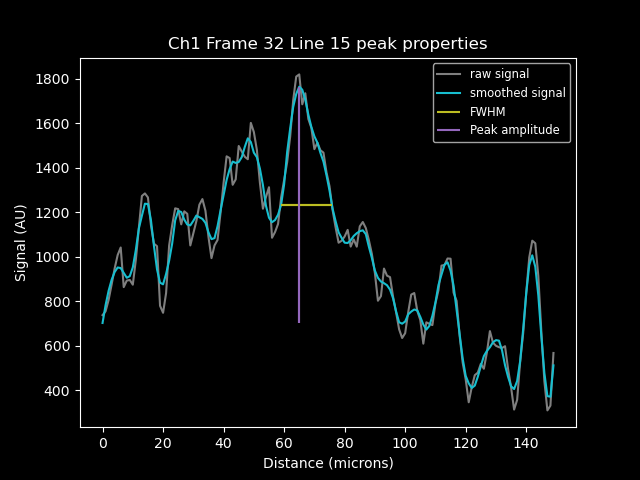 Ch1 Frame 32 Line 15 peak properties
raw signal
smoothed signal
FWHM
Peak amplitude
Signal (AU)
1800
1600
1400
1200
1000
800
600
400
0 20 40 60 80 100 120 140
Distance (microns)